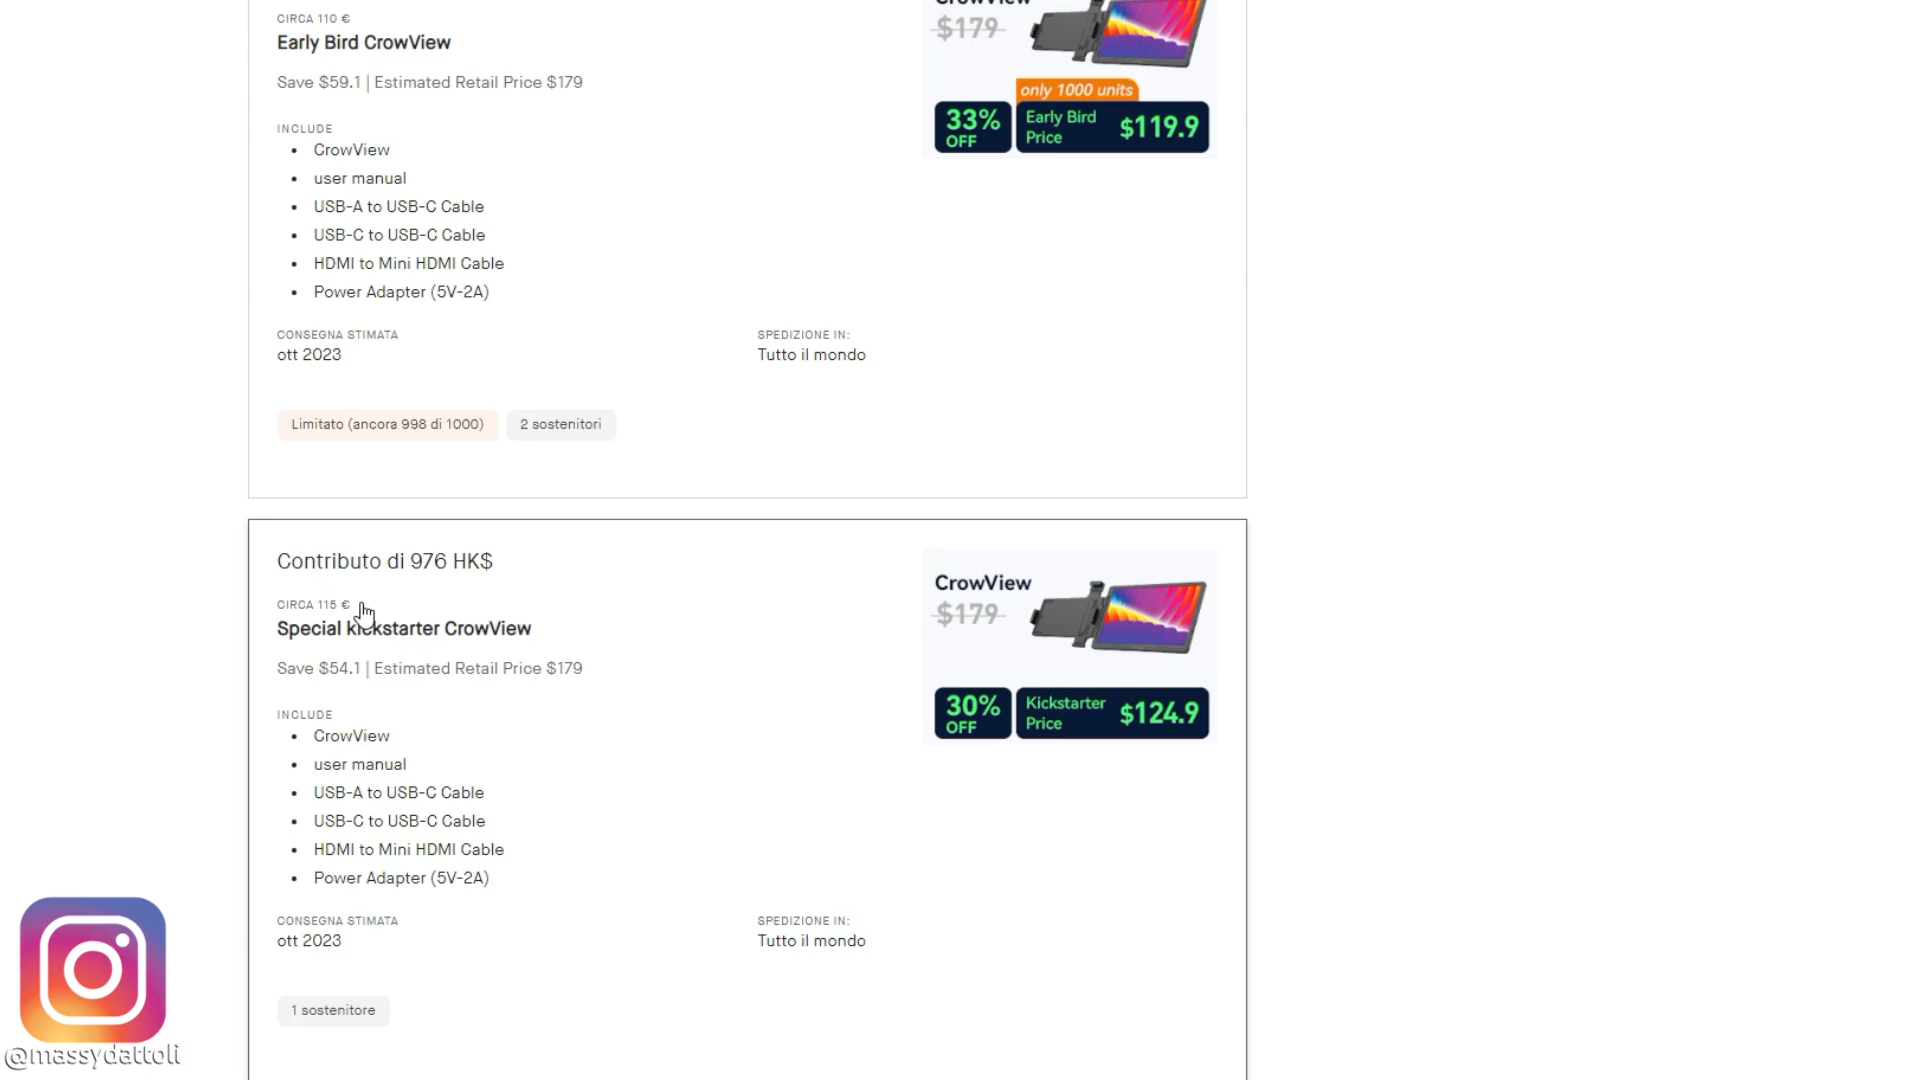 CIRCA 110 €
Early Bird CrowView
Save $59.1 | Estimated Retail Price $179
INCLUDE
• CrowView
• user manual
• USB-A to USB-C Cable
• USB-C to USB-C Cable
• HDMI to Mini HDMI Cable
• Power Adapter (5V-2A)
CONSEGNA STIMATA
ott 2023
SPEDIZIONE IN:
Tutto il mondo
Limitato (ancora 998 di 1000)
2 sostenitori
CrowView
$179
only 1000 units
33% OFF
Early Bird Price
$119.9
Contributo di 976 HK$
CIRCA 115 €
Special kickstarter CrowView
Save $54.1 | Estimated Retail Price $179
INCLUDE
• CrowView
• user manual
• USB-A to USB-C Cable
• USB-C to USB-C Cable
• HDMI to Mini HDMI Cable
• Power Adapter (5V-2A)
CONSEGNA STIMATA
ott 2023
SPEDIZIONE IN:
Tutto il mondo
1 sostenitore
CrowView
$179
30% OFF
Kickstarter Price
$124.9
@massydattoli